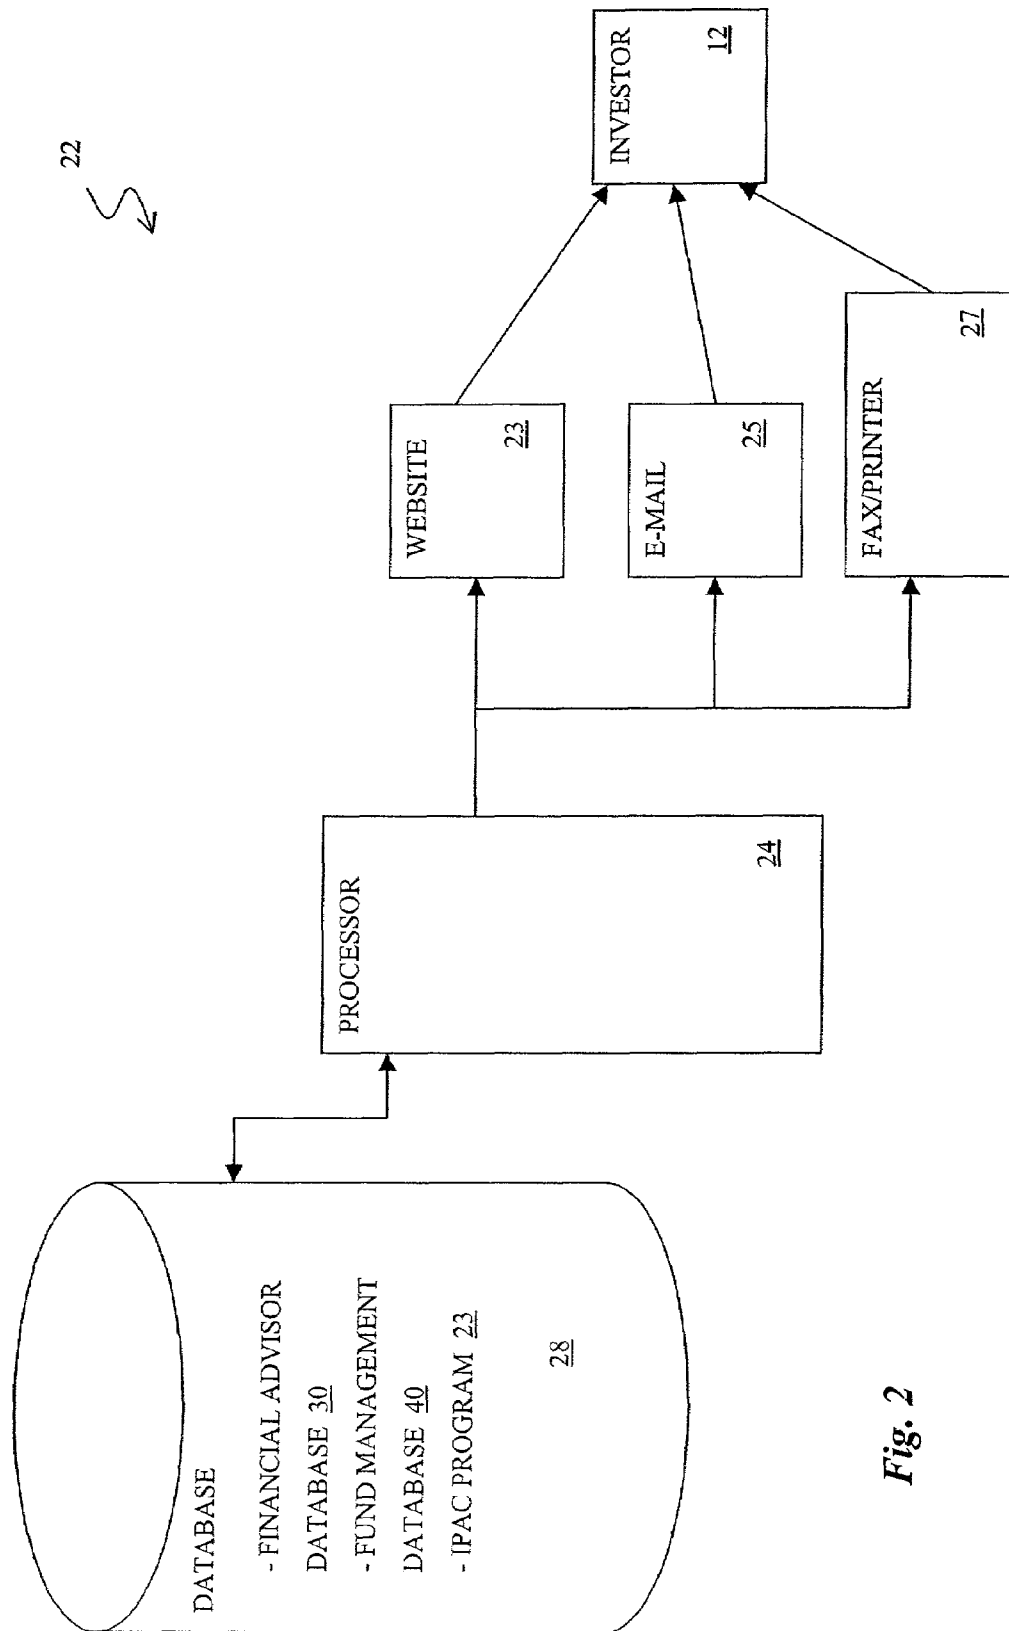 22
DATABASE
- FINANCIAL ADVISOR
DATABASE 30
- FUND MANAGEMENT
DATABASE 40
- IPAC PROGRAM 23
28
PROCESSOR
24
WEBSITE
23
E-MAIL
25
FAX/PRINTER
27
INVESTOR
12
Fig. 2